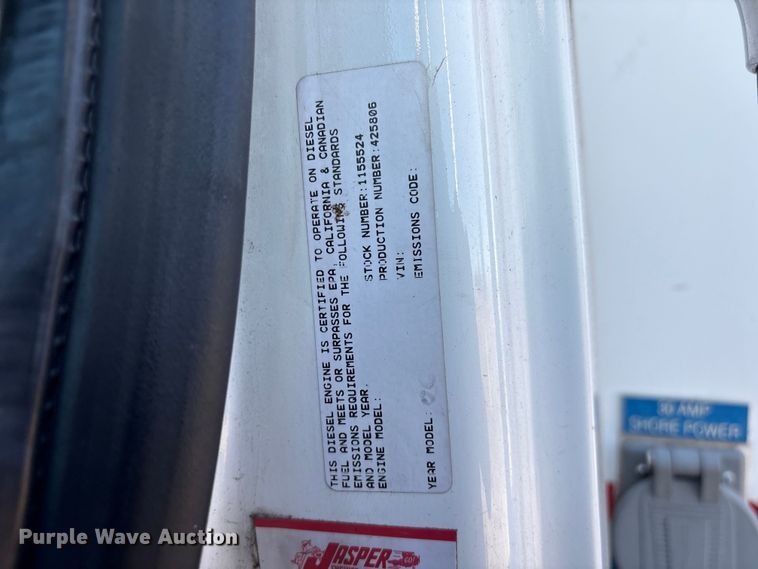 THIS DIESEL ENGINE IS CERTIFIED TO OPERATE ON DIESEL
FUEL AND MEETS OR SURPASSES EPA, CALIFORNIA & CANADIAN
EMISSIONS REQUIREMENTS FOR THE FOLLOWING STANDARDS
AND MODEL YEAR.
STOCK NUMBER:1155524
ENGINE MODEL:
PRODUCTION NUMBER:425806
VIN:
YEAR MODEL:
EMISSIONS CODE:
30 AMP
SHORE POWER
JASPER
Purple Wave Auction